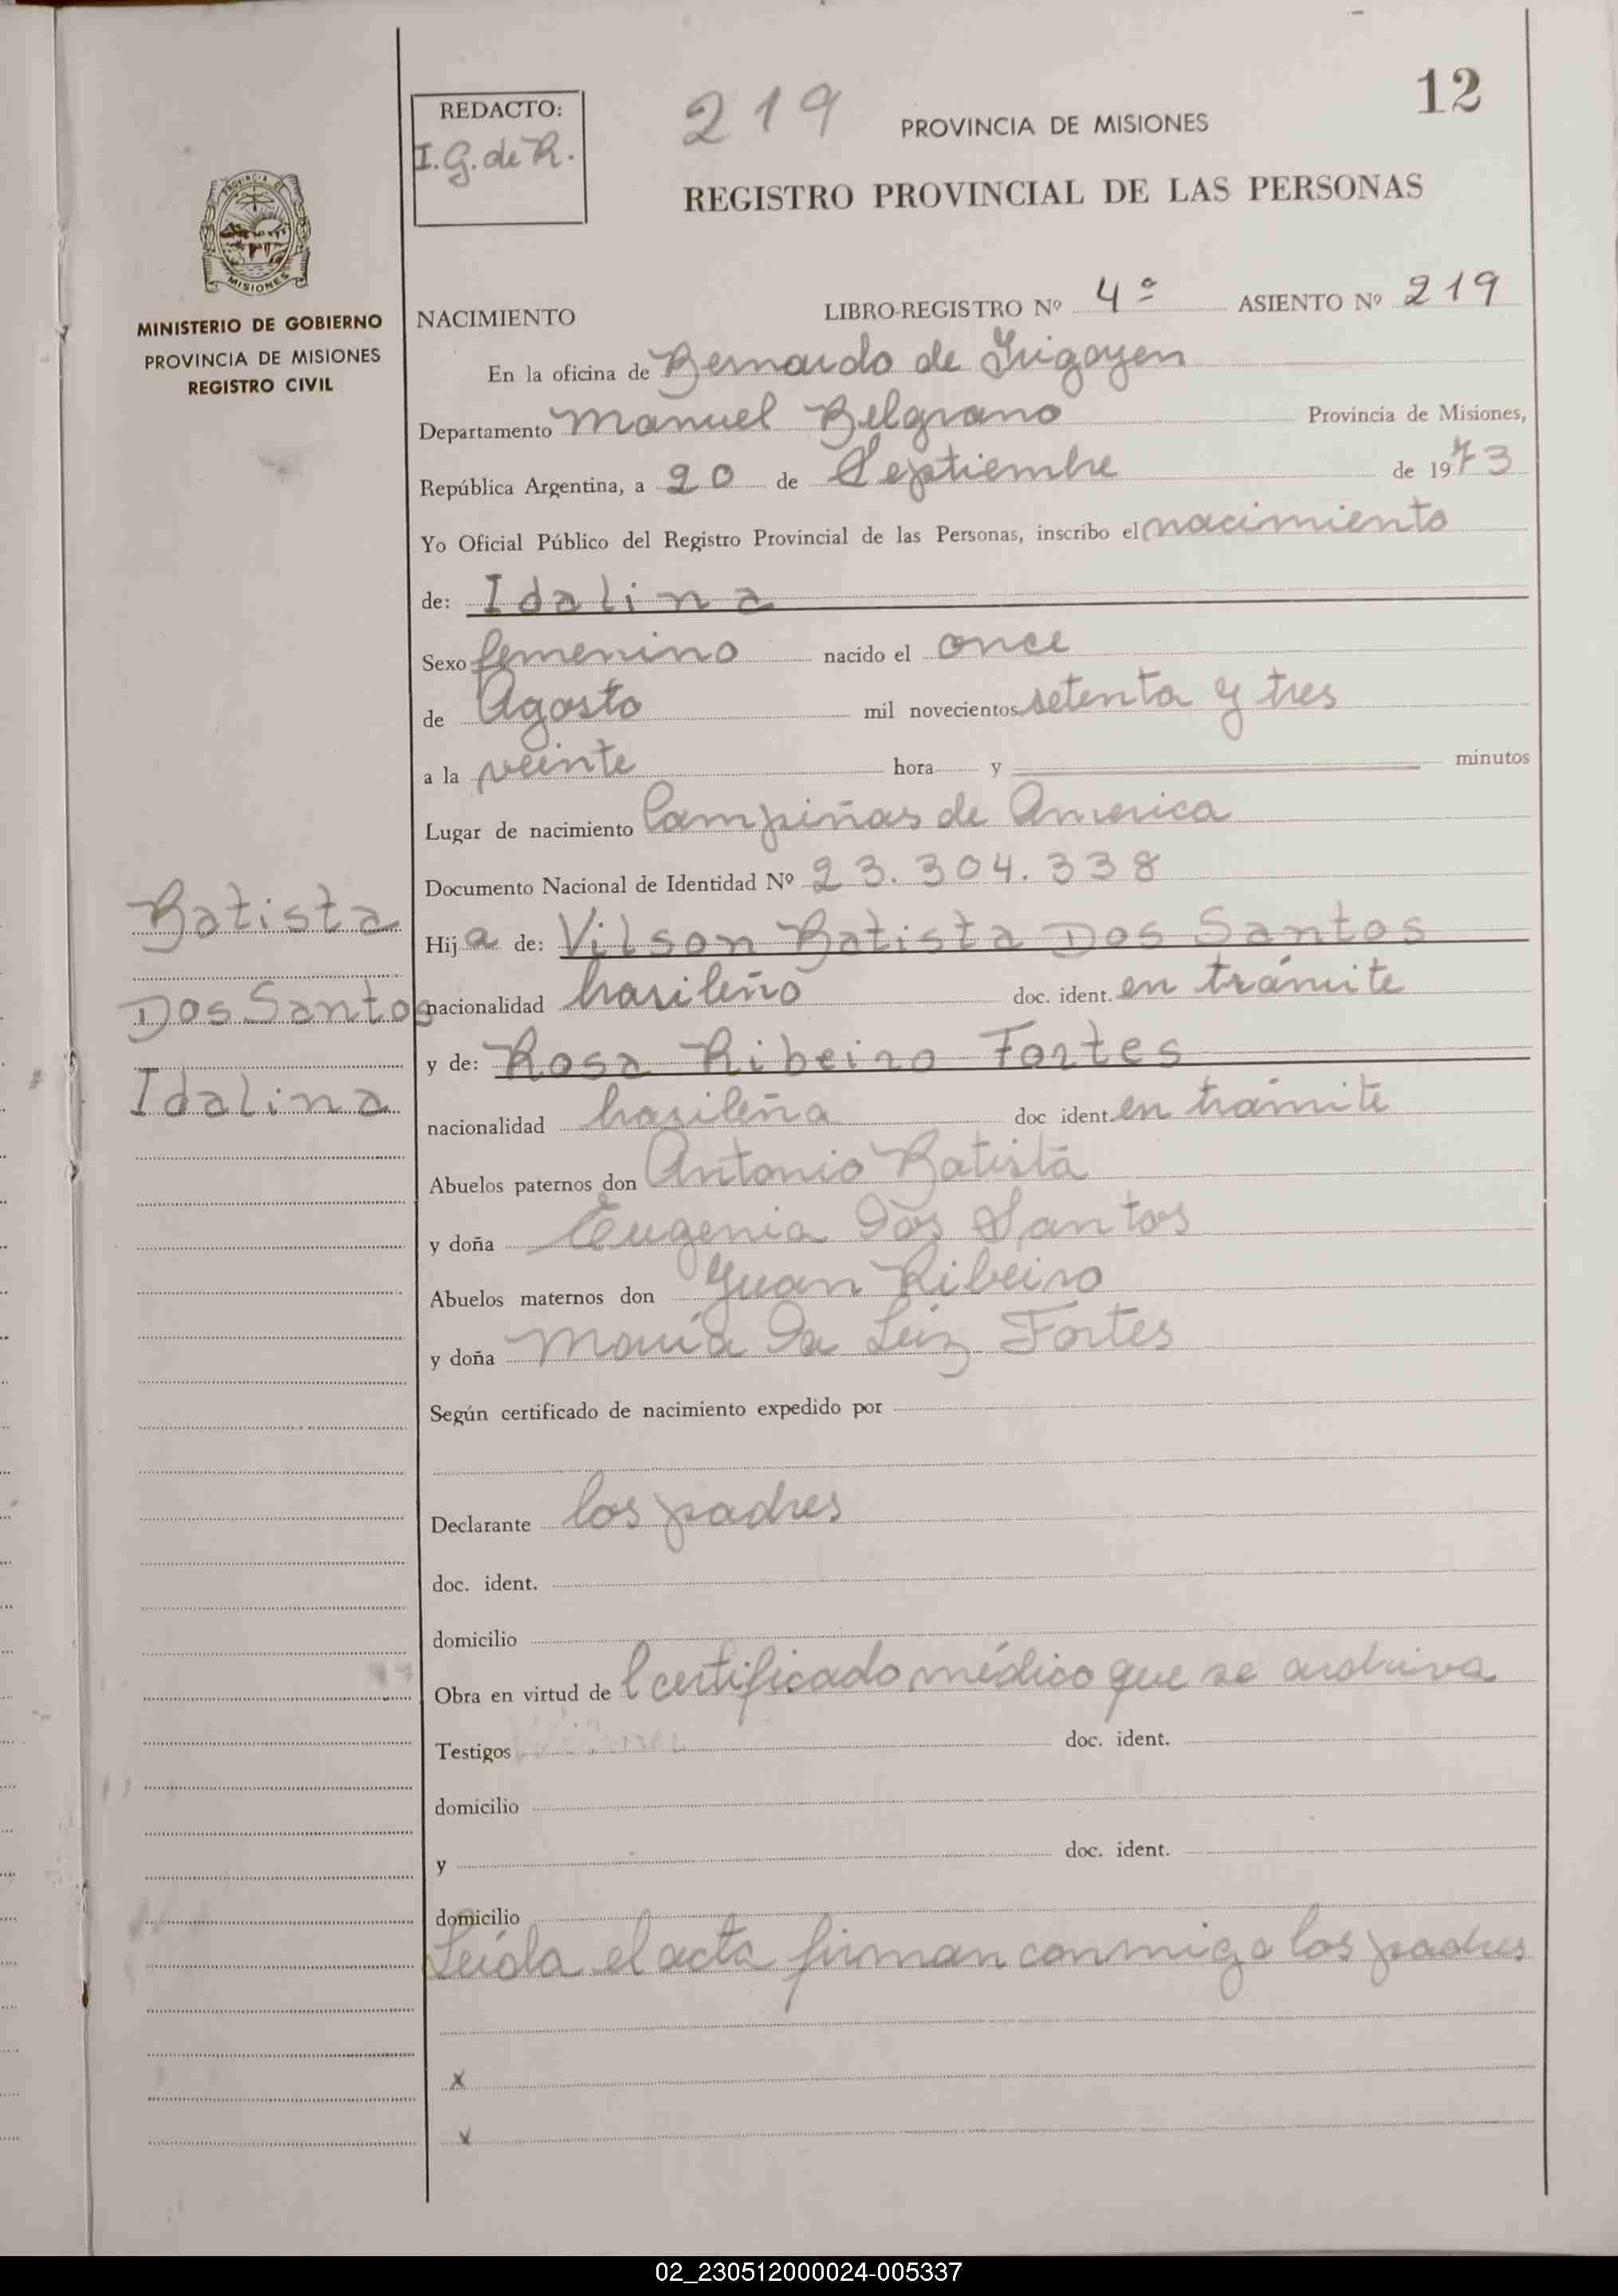 12
REDACTO:
I. G. de R.
219
PROVINCIA DE MISIONES
REGISTRO PROVINCIAL DE LAS PERSONAS
PROVINCIA DE
MISIONES
MINISTERIO DE GOBIERNO
PROVINCIA DE MISIONES
REGISTRO CIVIL
NACIMIENTO LIBRO-REGISTRO Nº 4º ASIENTO Nº 219
En la oficina de Bernardo de Irigoyen
Departamento Manuel Belgrano Provincia de Misiones,
República Argentina, a 20 de Septiembre de 1973
Yo Oficial Público del Registro Provincial de las Personas, inscribo el nacimiento
de: Idalina
Sexo femenino nacido el once
de Agosto mil novecientos setenta y tres
a la veinte hora y minutos
Lugar de nacimiento Campiñas de America
Documento Nacional de Identidad Nº 23.304.338
Batista
Dos Santos
Idalina
Hija de: Vilson Batista Dos Santos
nacionalidad brasileño doc. ident. en trámite
y de: Rosa Ribeiro Fortes
nacionalidad brasileña doc ident. en trámite
Abuelos paternos don Antonio Batista
y doña Eugenia Dos Santos
Abuelos maternos don Juan Ribeiro
y doña María Da Luiz Fortes
Según certificado de nacimiento expedido por
Declarante los padres
doc. ident.
domicilio
Obra en virtud del certificado médico que se archiva
Testigos doc. ident.
domicilio
y doc. ident.
domicilio
Leída el acta firman conmigo los padres
x
x
02_230512000024-005337